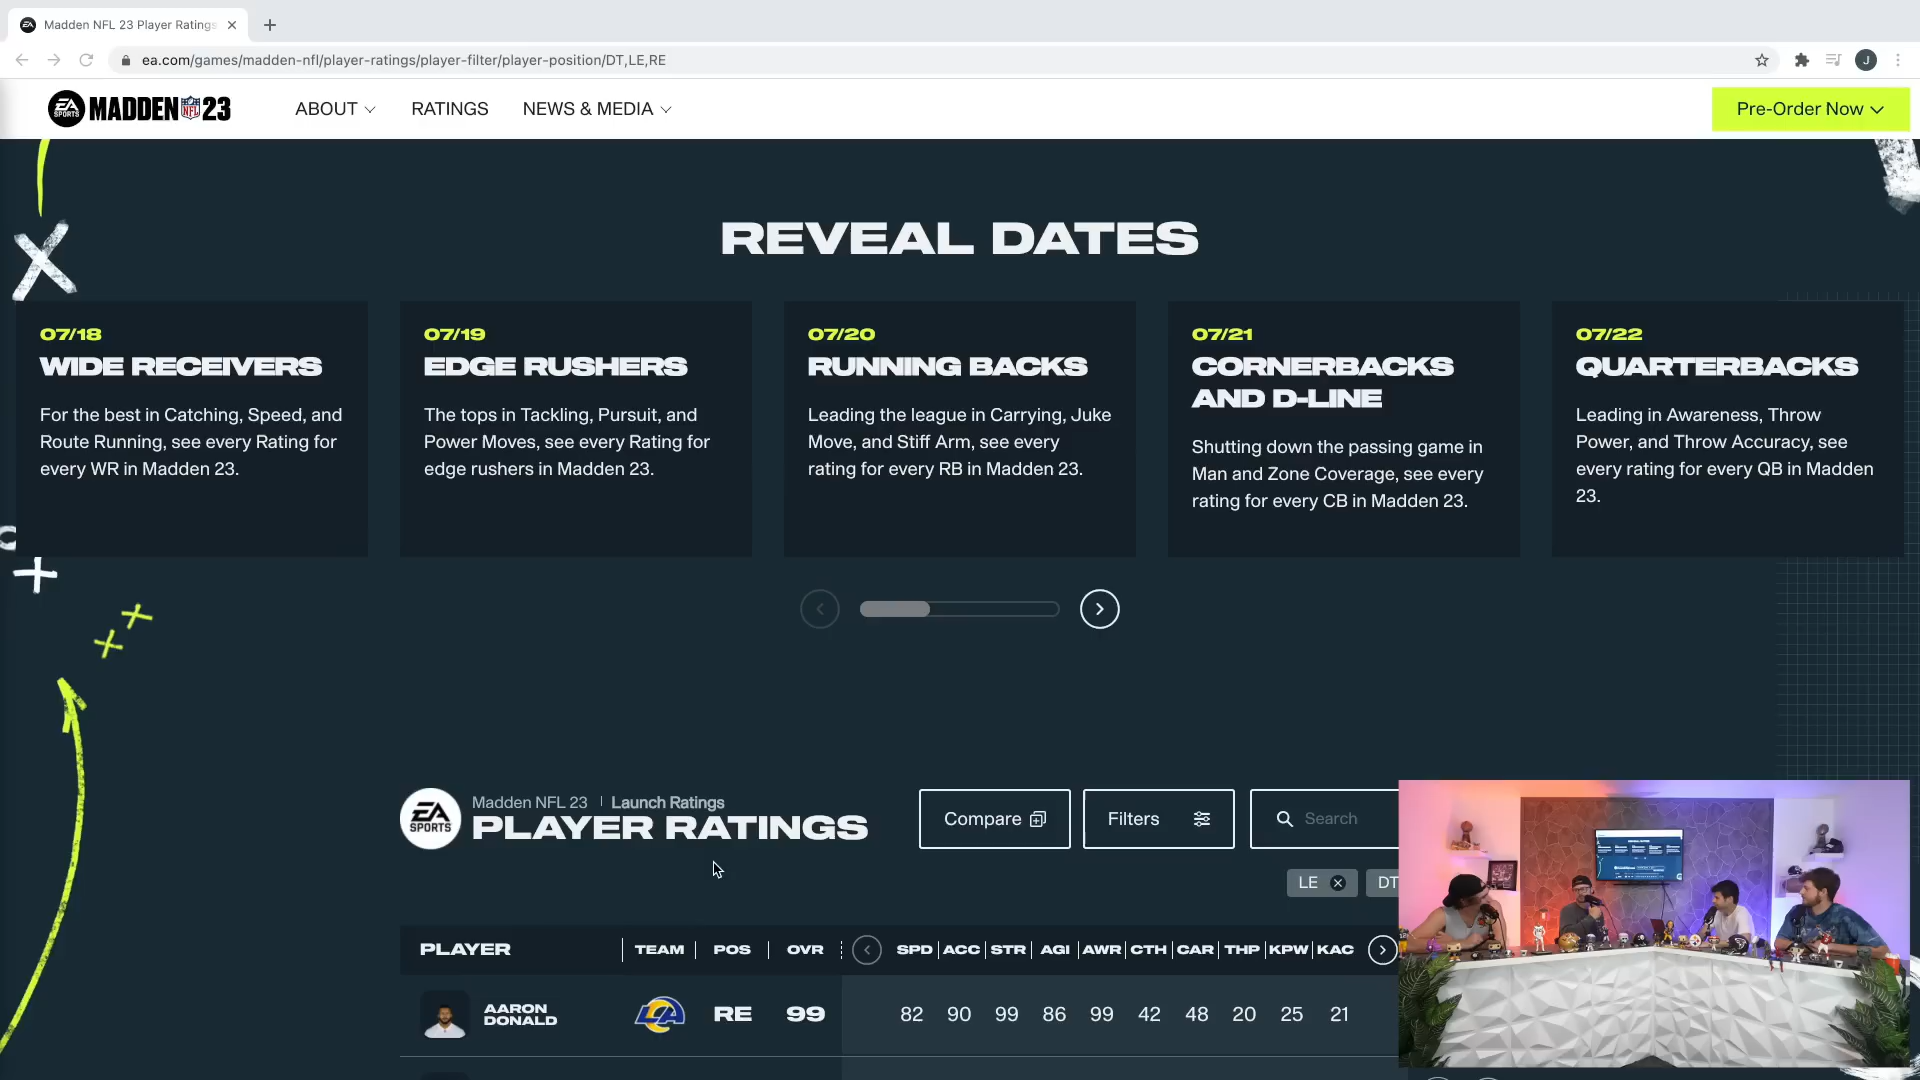 Madden NFL 23 Player Ratings
ea.com/games/madden-nfl/player-ratings/player-filter/player-position/DT,LE,RE
J
EA SPORTS MADDEN NFL 23
ABOUT
RATINGS
NEWS & MEDIA
Pre-Order Now
REVEAL DATES
07/18
WIDE RECEIVERS
For the best in Catching, Speed, and
Route Running, see every Rating for
every WR in Madden 23.
07/19
EDGE RUSHERS
The tops in Tackling, Pursuit, and
Power Moves, see every Rating for
edge rushers in Madden 23.
07/20
RUNNING BACKS
Leading the league in Carrying, Juke
Move, and Stiff Arm, see every
rating for every RB in Madden 23.
07/21
CORNERBACKS
AND D-LINE
Shutting down the passing game in
Man and Zone Coverage, see every
rating for every CB in Madden 23.
07/22
QUARTERBACKS
Leading in Awareness, Throw
Power, and Throw Accuracy, see
every rating for every QB in Madden
23.
EA SPORTS
Madden NFL 23 | Launch Ratings
PLAYER RATINGS
Compare
Filters
Search
LE
DT
PLAYER TEAM POS OVR SPD ACC STR AGI AWR CTH CAR THP KPW KAC
AARON
DONALD
RE 99 82 90 99 86 99 42 48 20 25 21